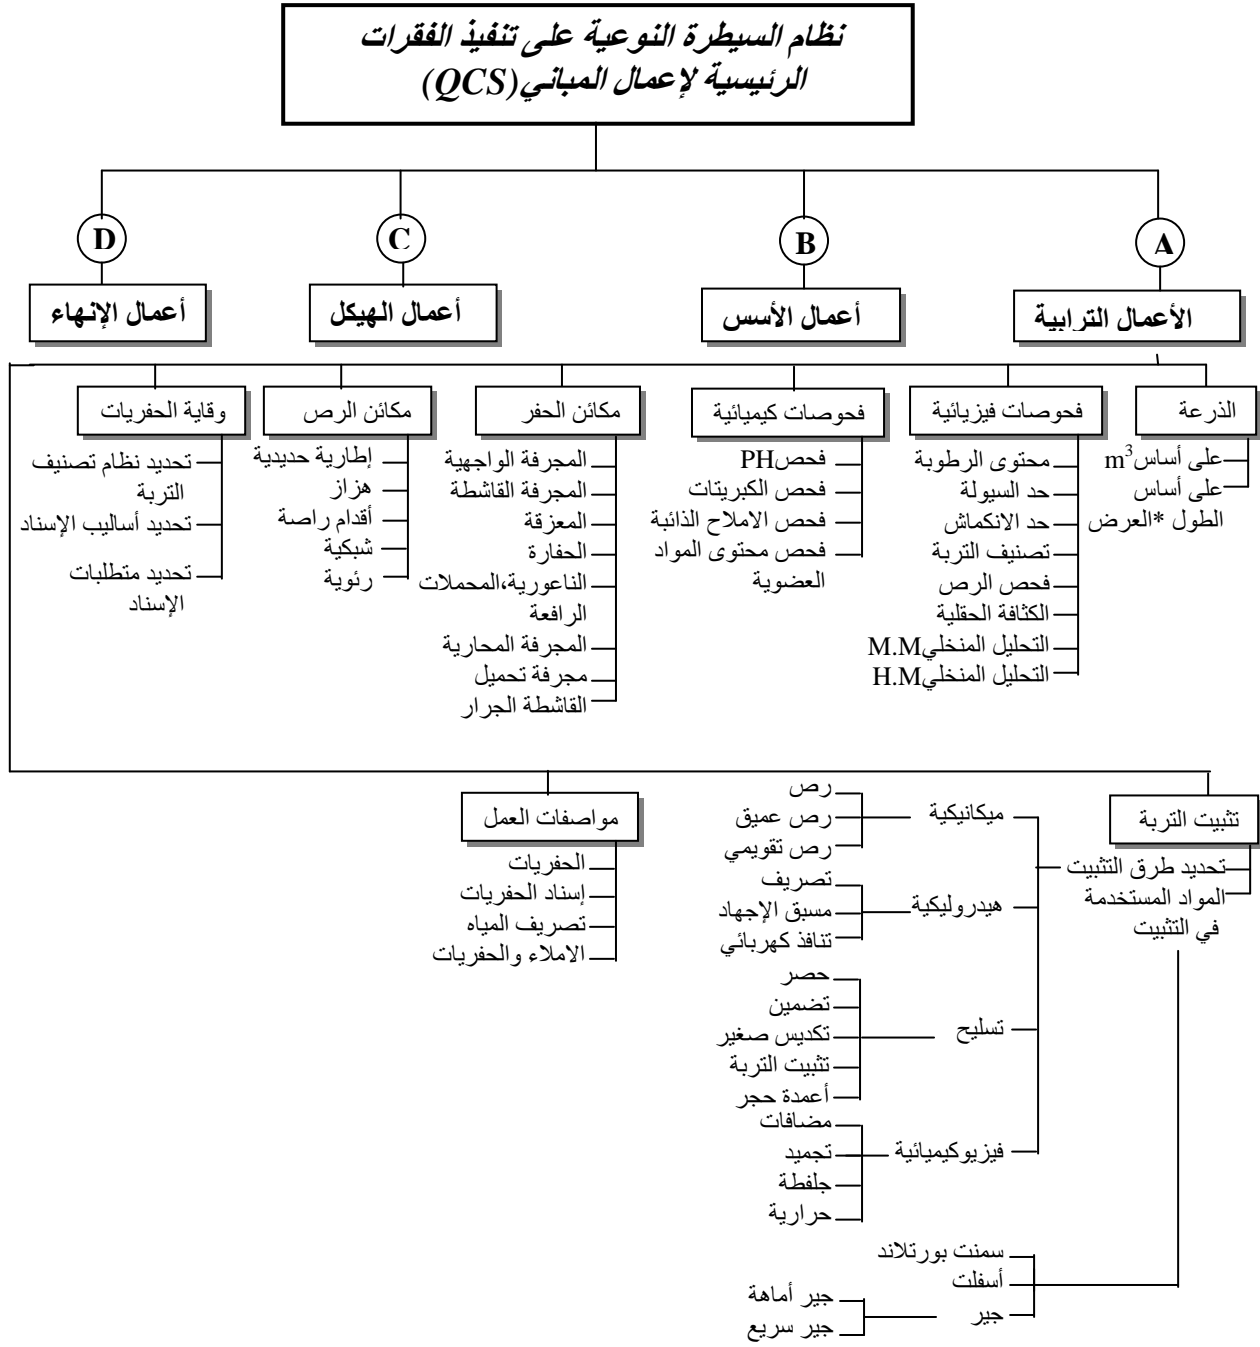 نظام السيطرة النوعية على تنفيذ الفقرات
الرئيسية لإعمال المباني(QCS)
A
B
C
D
الأعمال الترابية
أعمال الأسس
أعمال الهيكل
أعمال الإنهاء
الذرعة
على أساس m³
على أساس
الطول *العرض
فحوصات فيزيائية
محتوى الرطوبة
حد السيولة
حد الانكماش
تصنيف التربة
فحص الرص
الكثافة الحقلية
التحليل المنخلي M.M
التحليل المنخلي H.M
فحوصات كيميائية
فحص PH
فحص الكبريتات
فحص الاملاح الذائبة
فحص محتوى المواد
العضوية
مكائن الحفر
المجرفة الواجهية
المجرفة القاشطة
المعزقة
الحفارة
الناعورية،المحملات
الرافعة
المجرفة المحارية
مجرفة تحميل
القاشطة الجرار
مكائن الرص
إطارية حديدية
هزاز
أقدام راصة
شبكية
رئوية
وقاية الحفريات
تحديد نظام تصنيف
التربة
تحديد أساليب الإسناد
تحديد متطلبات
الإسناد
تثبيت التربة
تحديد طرق التثبيت
المواد المستخدمة
في التثبيت
ميكانيكية
رص
رص عميق
رص تقويمي
هيدروليكية
تصريف
مسبق الإجهاد
تنافذ كهربائي
تسليح
حصر
تضمين
تكديس صغير
تثبيت التربة
أعمدة حجر
فيزيوكيميائية
مضافات
تجميد
جلفطة
حرارية
سمنت بورتلاند
أسفلت
جير
جير أماهة
جير سريع
مواصفات العمل
الحفريات
إسناد الحفريات
تصريف المياه
الاملاء والحفريات